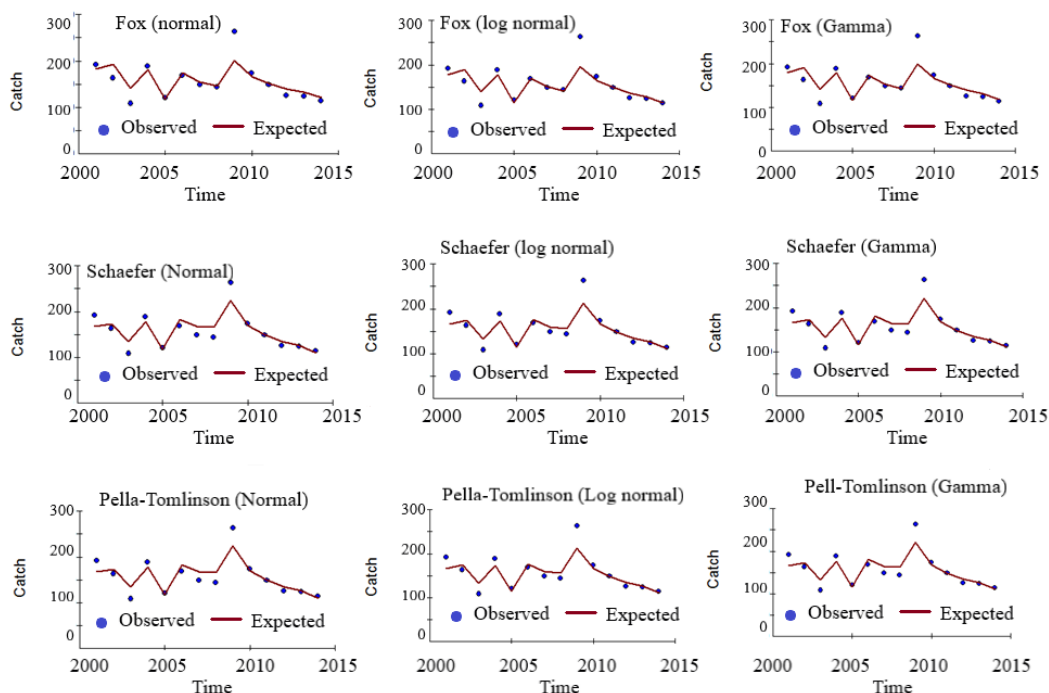 Fox (normal)
300
200
100
0
Catch
Observed Expected
2000 2005 2010 2015
Time
Fox (log normal)
300
200
100
0
Catch
Observed Expected
2000 2005 2010 2015
Time
Fox (Gamma)
300
200
100
0
Catch
Observed Expected
2000 2005 2010 2015
Time
Schaefer (Normal)
300
200
100
0
Catch
Observed Expected
2000 2005 2010 2015
Time
Schaefer (log normal)
300
200
100
0
Catch
Observed Expected
2000 2005 2010 2015
Time
Schaefer (Gamma)
300
200
100
0
Catch
Observed Expected
2000 2005 2010 2015
Time
Pella-Tomlinson (Normal)
300
200
100
0
Catch
Observed Expected
2000 2005 2010 2015
Time
Pella-Tomlinson (Log normal)
300
200
100
0
Catch
Observed Expected
2000 2005 2010 2015
Time
Pell-Tomlinson (Gamma)
300
200
100
0
Catch
Observed Expected
2000 2005 2010 2015
Time